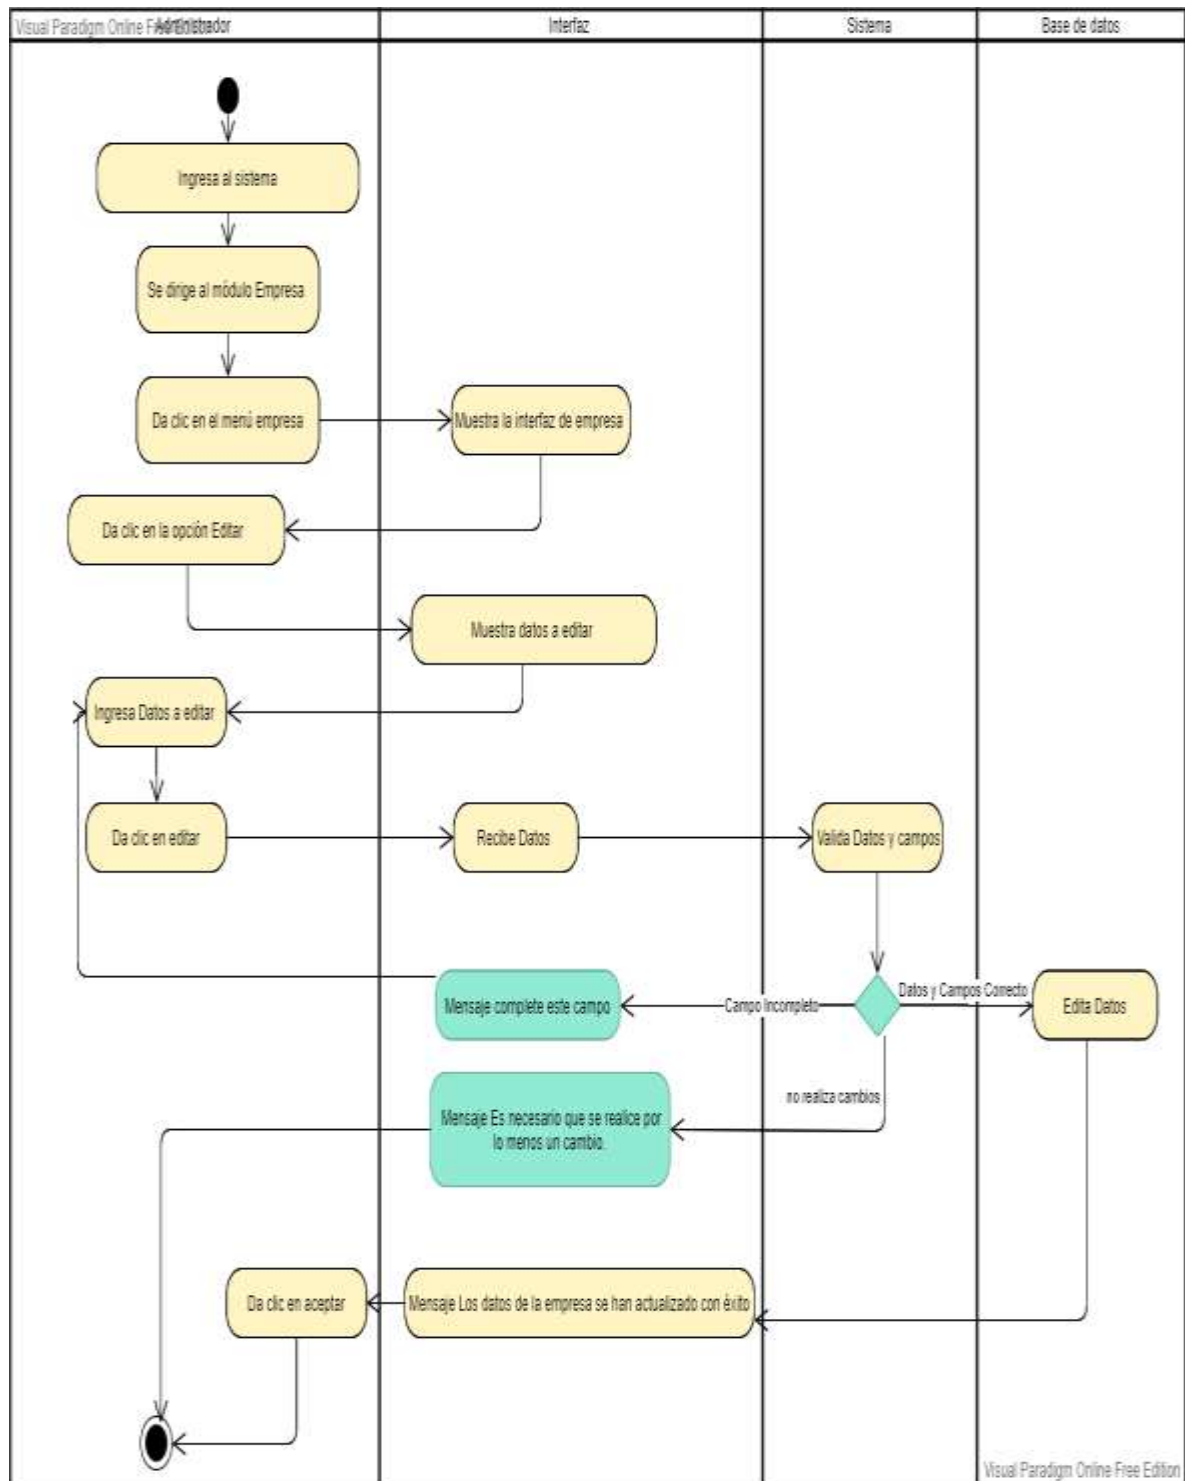 Visual Paradigm Online Free Edition
Administrador
Interfaz
Sistema
Base de datos
Ingresa al sistema
Se dirige al módulo Empresa
Da clic en el menú empresa
Muestra la interfaz de empresa
Da clic en la opción Editar
Muestra datos a editar
Ingresa Datos a editar
Da clic en editar
Recibe Datos
Valida Datos y campos
Mensaje complete este campo
Campo Incompleto
Datos y Campos Correcto
Edita Datos
no realiza cambios
Mensaje Es necesario que se realice por
lo menos un cambio.
Da clic en aceptar
Mensaje Los datos de la empresa se han actualizado con éxito
Visual Paradigm Online Free Edition